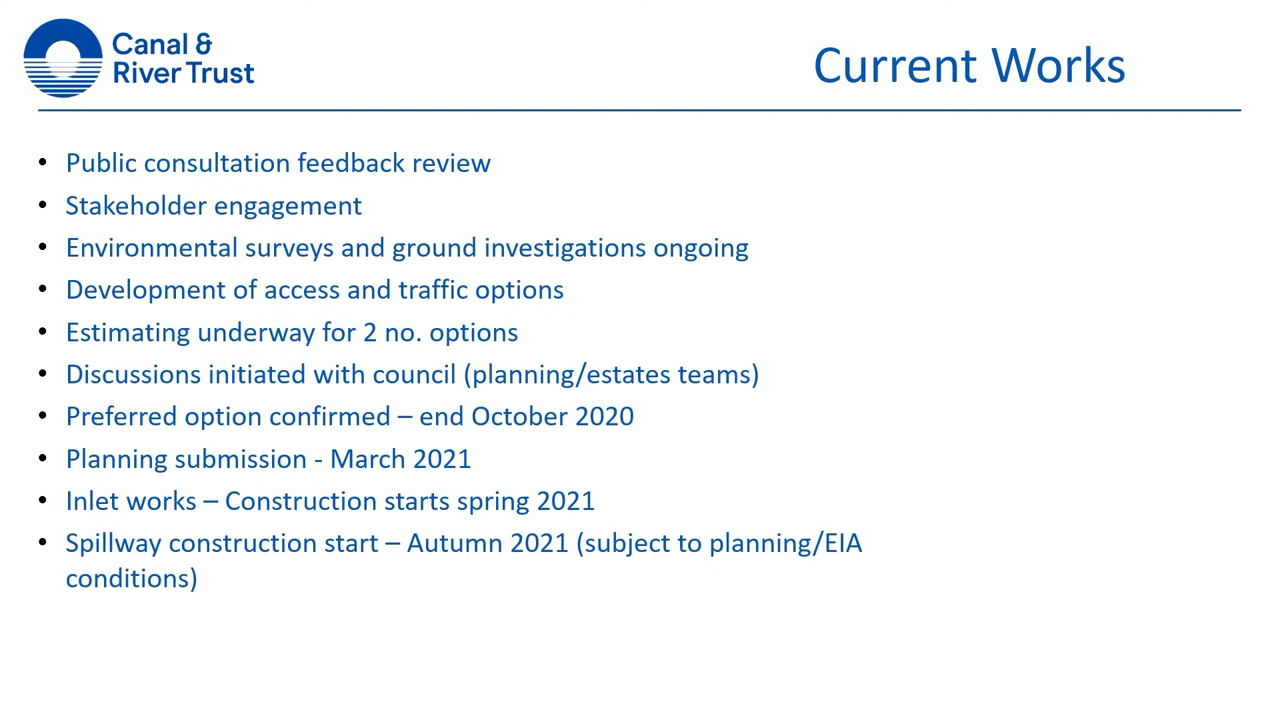 Canal &
River Trust
Current Works
• Public consultation feedback review
• Stakeholder engagement
• Environmental surveys and ground investigations ongoing
• Development of access and traffic options
• Estimating underway for 2 no. options
• Discussions initiated with council (planning/estates teams)
• Preferred option confirmed – end October 2020
• Planning submission - March 2021
• Inlet works – Construction starts spring 2021
• Spillway construction start – Autumn 2021 (subject to planning/EIA
conditions)